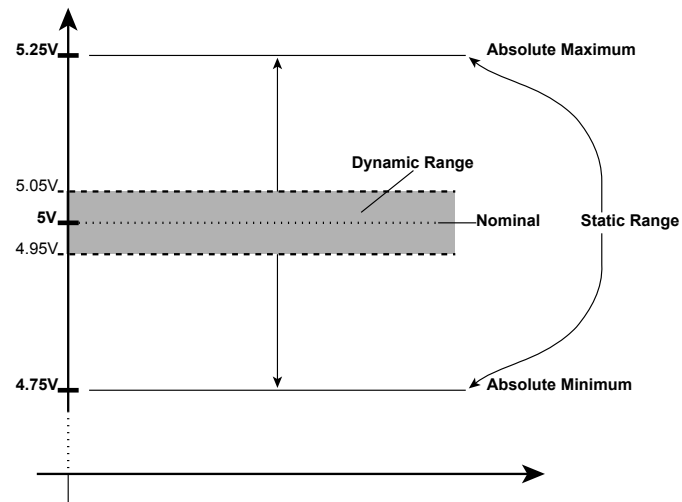 5.25V
Absolute Maximum
Dynamic Range
5.05V
5V
Nominal
Static Range
4.95V
4.75V
Absolute Minimum